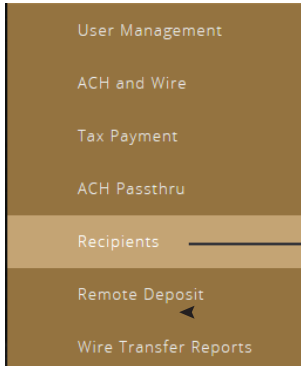 User Management
ACH and Wire
Tax Payment
ACH Passthru
Recipients
Remote Deposit
Wire Transfer Reports